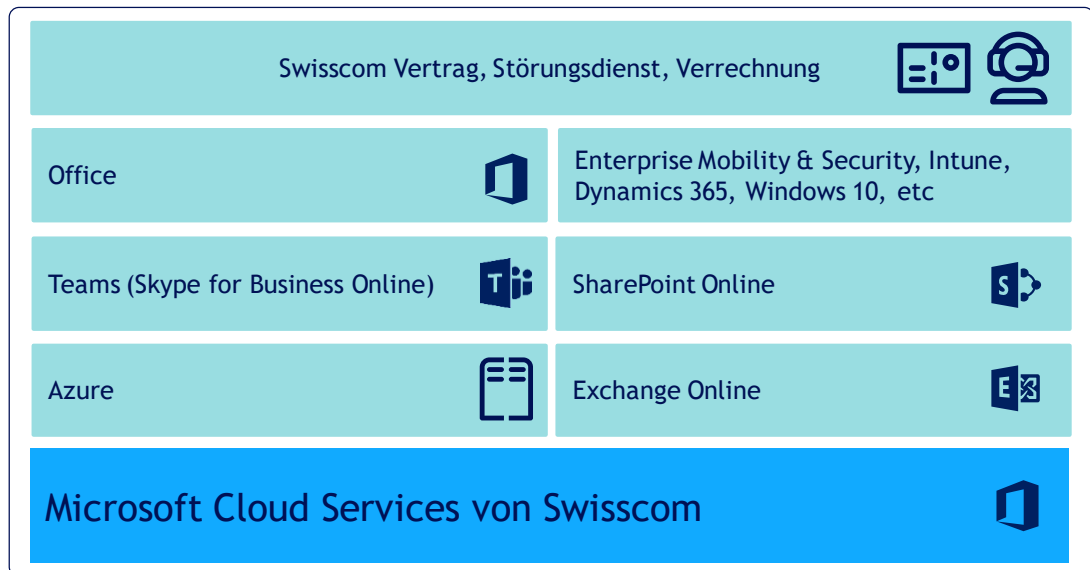 Swisscom Vertrag, Störungsdienst, Verrechnung
Office
Enterprise Mobility & Security, Intune,
Dynamics 365, Windows 10, etc
Teams (Skype for Business Online)
T
SharePoint Online
S
Azure
Exchange Online
E
Microsoft Cloud Services von Swisscom